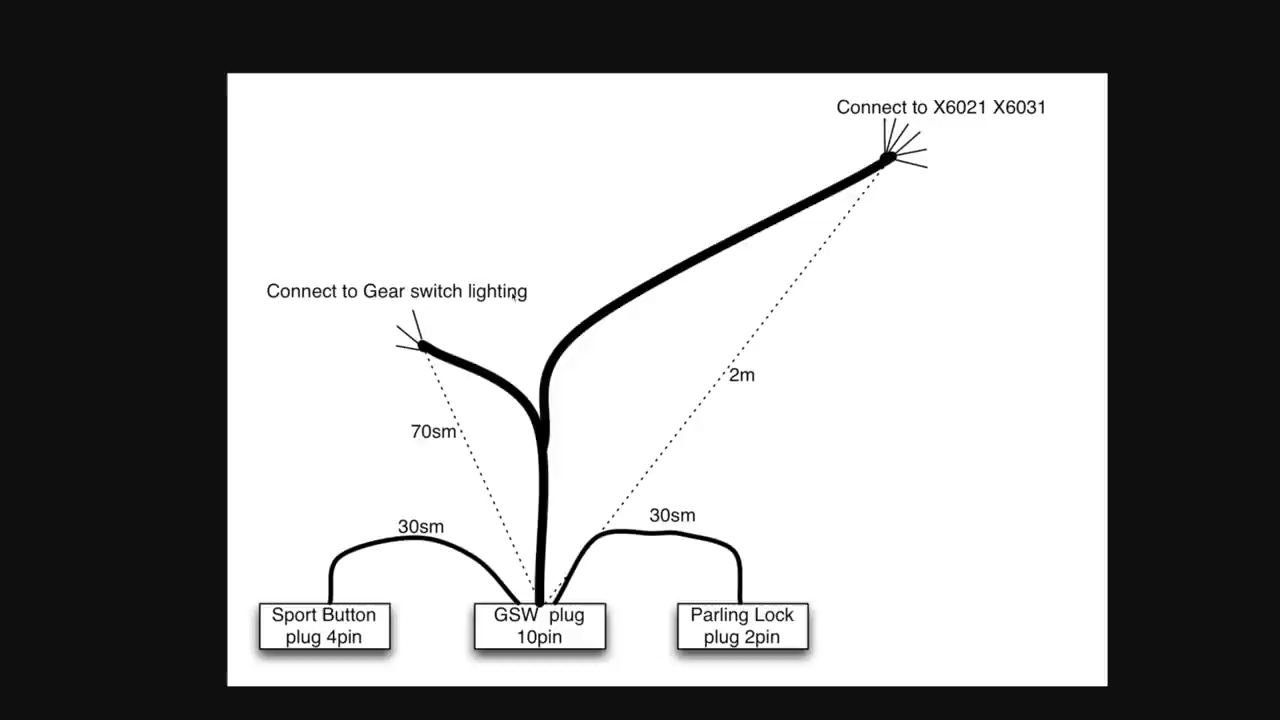 Connect to X6021 X6031
Connect to Gear switch lighting
2m
70sm
30sm
30sm
Sport Button
plug 4pin
GSW plug
10pin
Parling Lock
plug 2pin